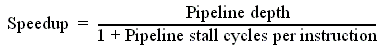 Speedup = Pipeline depth
1 + Pipeline stall cycles per instruction